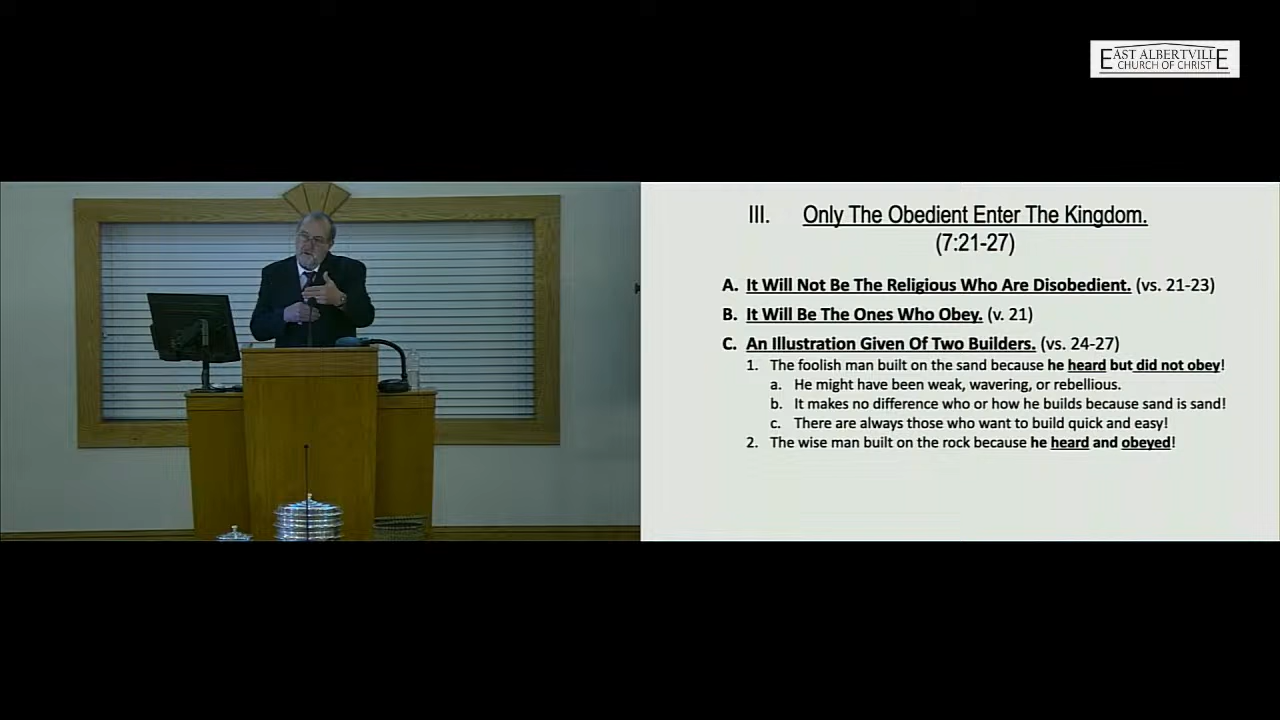 EAST ALBERTVILLE
CHURCH OF CHRIST
III. Only The Obedient Enter The Kingdom.
(7:21-27)
A. It Will Not Be The Religious Who Are Disobedient. (vs. 21-23)
B. It Will Be The Ones Who Obey. (v. 21)
C. An Illustration Given Of Two Builders. (vs. 24-27)
1. The foolish man built on the sand because he heard but did not obey!
a. He might have been weak, wavering, or rebellious.
b. It makes no difference who or how he builds because sand is sand!
c. There are always those who want to build quick and easy!
2. The wise man built on the rock because he heard and obeyed!